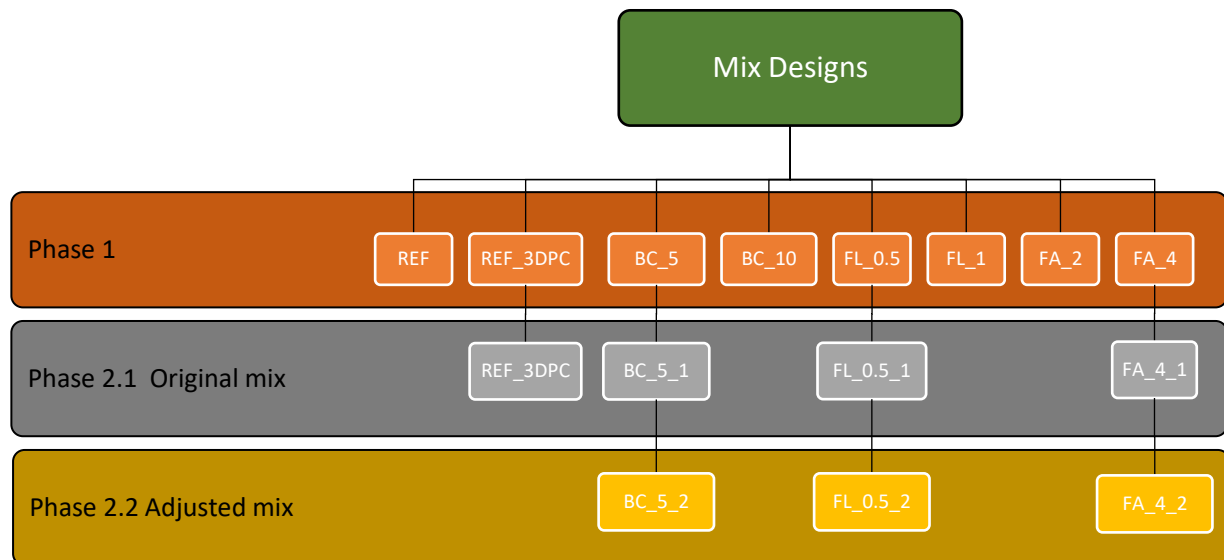 Mix Designs
Phase 1
REF
REF_3DPC
BC_5
BC_10
FL_0.5
FL_1
FA_2
FA_4
Phase 2.1 Original mix
REF_3DPC
BC_5_1
FL_0.5_1
FA_4_1
Phase 2.2 Adjusted mix
BC_5_2
FL_0.5_2
FA_4_2